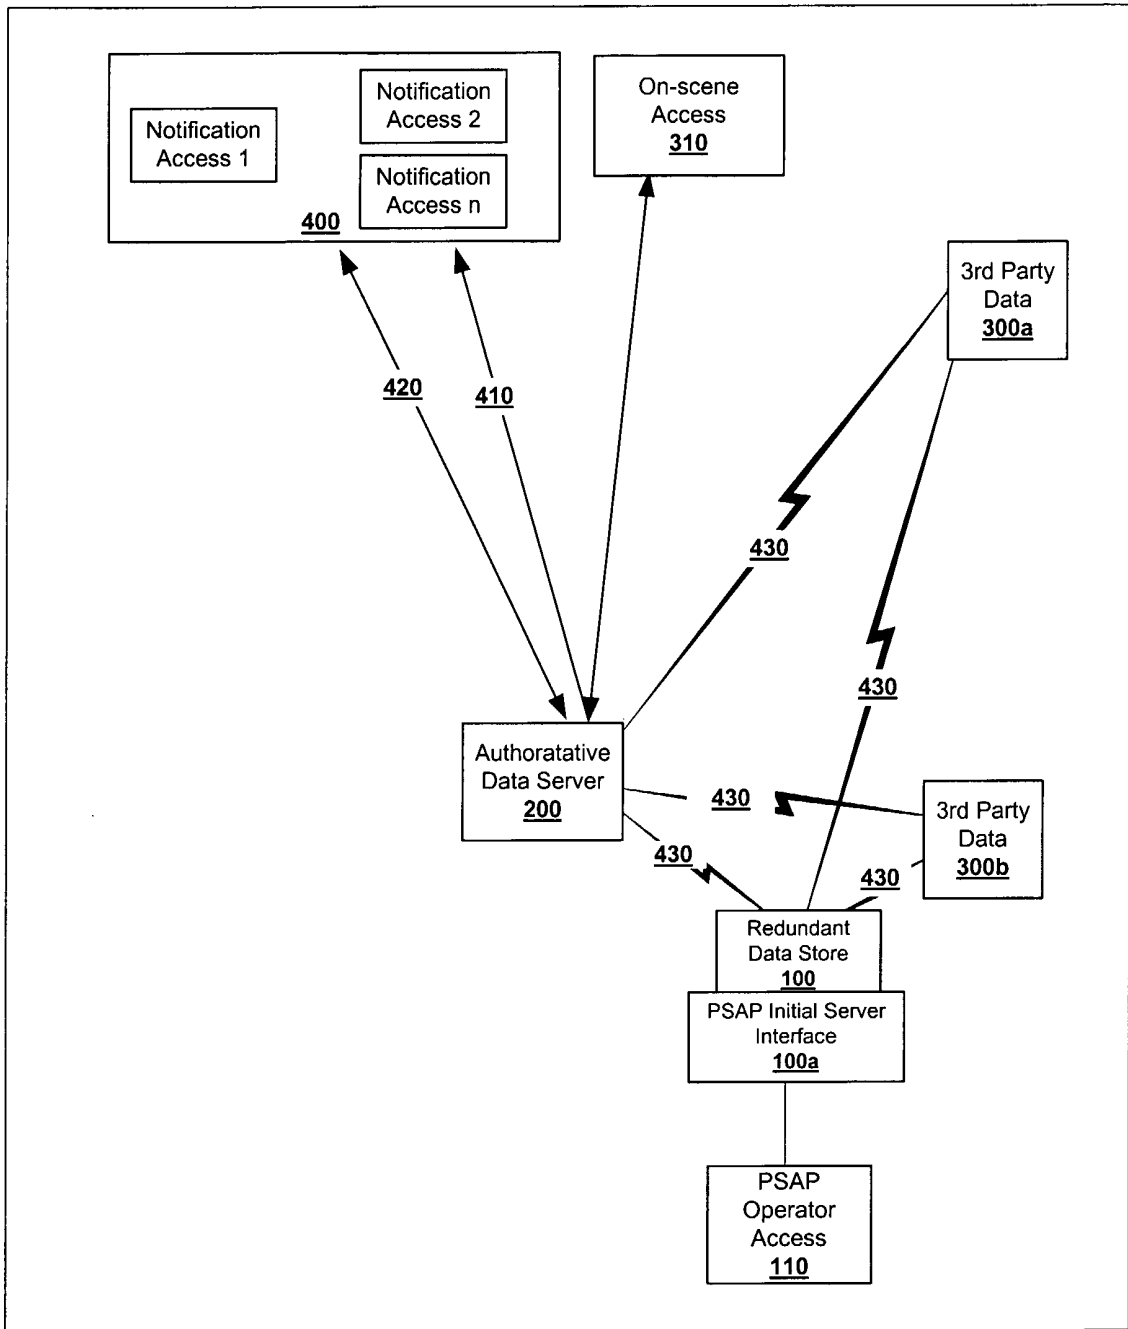 Notification
Access 1
Notification
Access 2
Notification
Access n
400
On-scene
Access
310
3rd Party
Data
300a
420
410
430
430
Authoratative
Data Server
200
430
430
3rd Party
Data
300b
430
Redundant
Data Store
100
PSAP Initial Server
Interface
100a
PSAP
Operator
Access
110